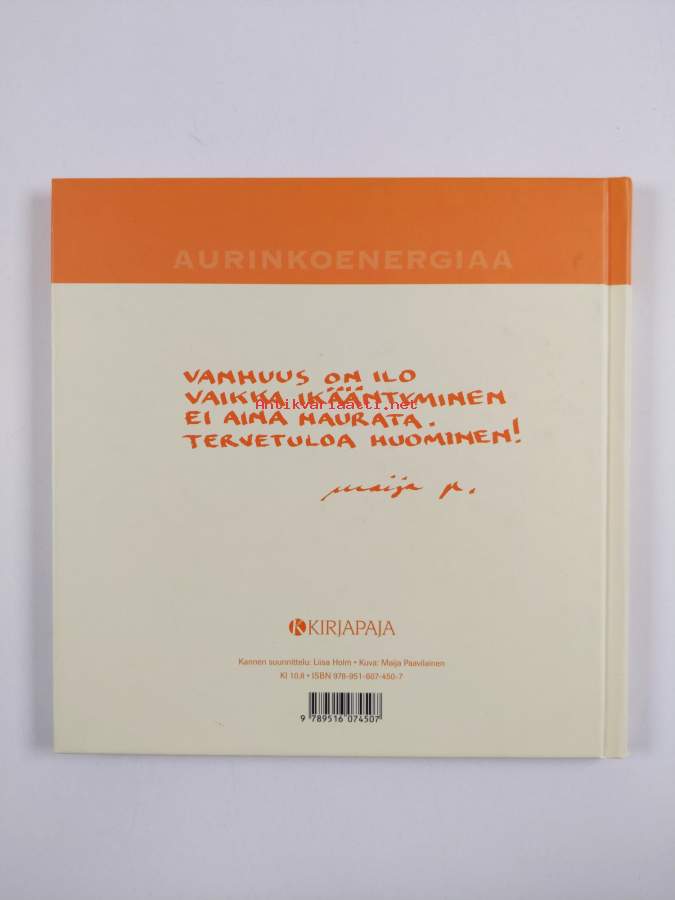 AURINKOENERGIAA
VANHUUS ON ILO
VAIKKA IKÄÄNTYMINEN
Antikvariaatti.net
EI AINA NAURATA.
TERVETULOA HUOMINEN!
Maija P.
KIRJAPAJA
Kannen suunnittelu: Liisa Holm • Kuva: Maija Paavilainen
Kl 10.8 • ISBN 978-951-607-450-7
9 789516 074507